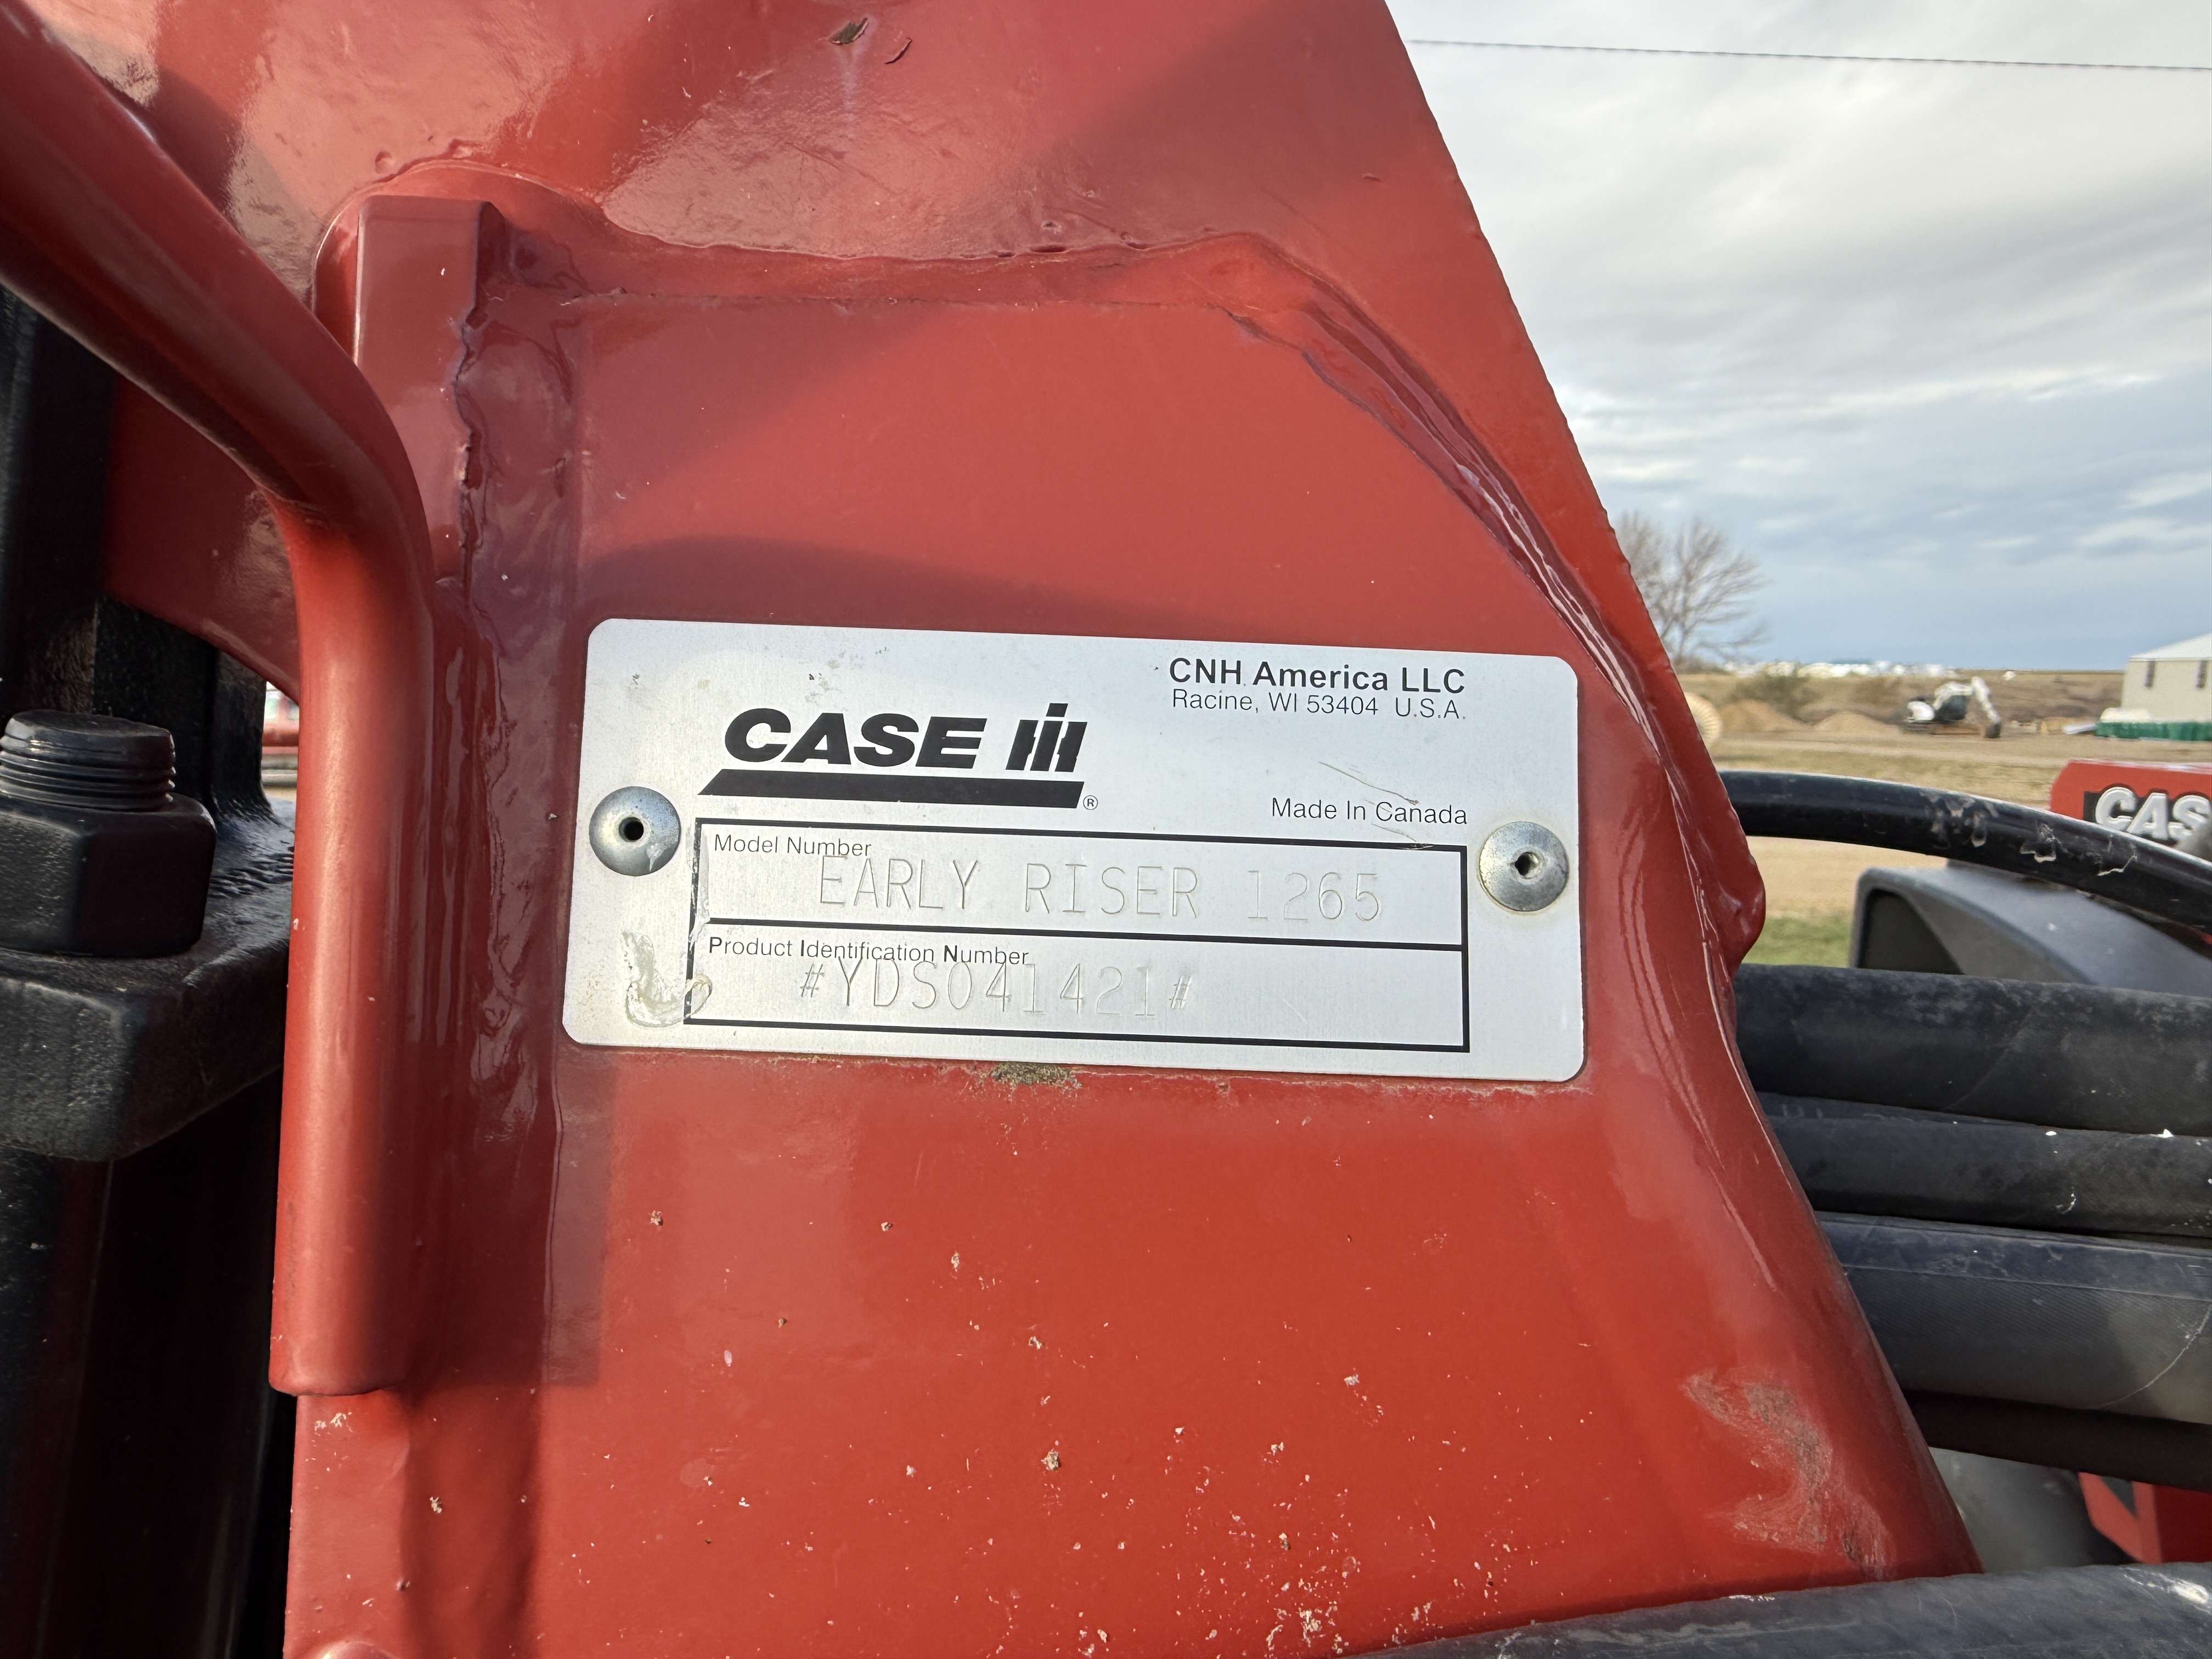 CNH America LLC
Racine, WI 53404 U.S.A.
CASE IH
®
Made In Canada
Model Number
EARLY RISER 1265
Product Identification Number
#YDS041421#
CAS